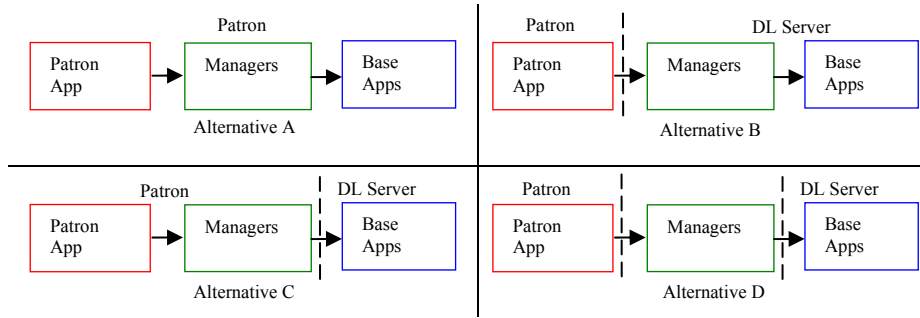 Patron
Patron
App
Managers
Base
Apps
Alternative A
Patron
DL Server
Patron
App
Managers
Base
Apps
Alternative B
Patron
DL Server
Patron
App
Managers
Base
Apps
Alternative C
Patron
DL Server
Patron
App
Managers
Base
Apps
Alternative D